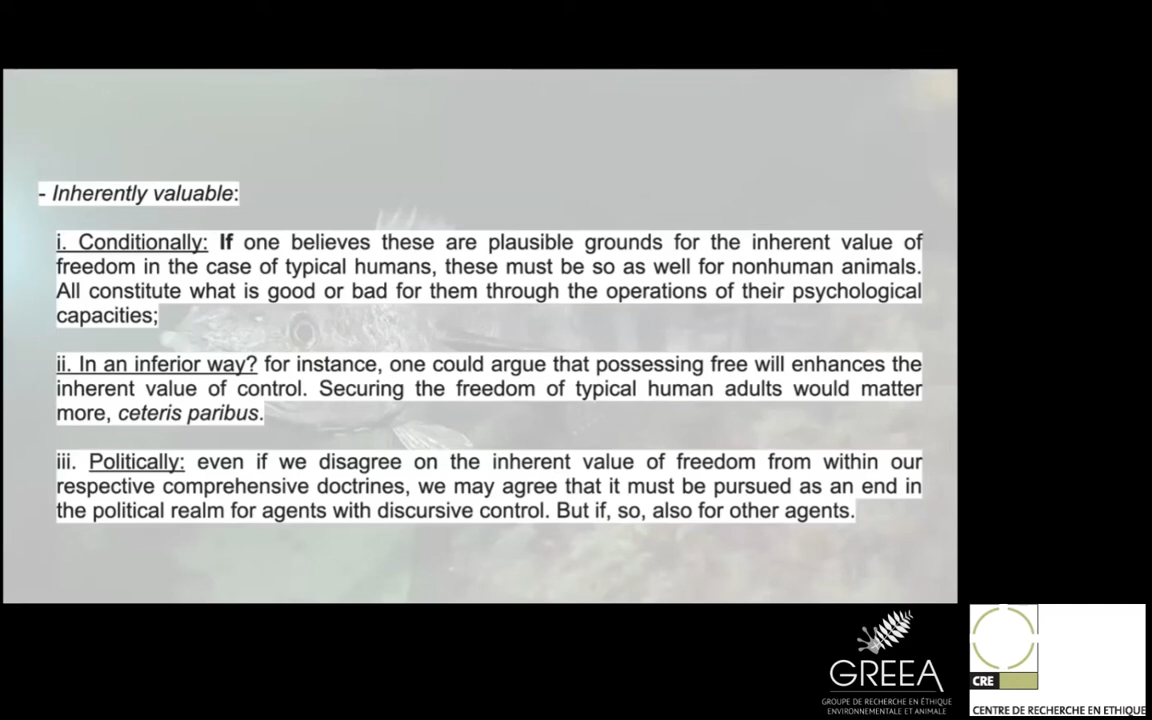 - Inherently valuable:
i. Conditionally: If one believes these are plausible grounds for the inherent value of
freedom in the case of typical humans, these must be so as well for nonhuman animals.
All constitute what is good or bad for them through the operations of their psychological
capacities;
ii. In an inferior way? for instance, one could argue that possessing free will enhances the
inherent value of control. Securing the freedom of typical human adults would matter
more, ceteris paribus.
iii. Politically: even if we disagree on the inherent value of freedom from within our
respective comprehensive doctrines, we may agree that it must be pursued as an end in
the political realm for agents with discursive control. But if, so, also for other agents.
GREEA
GROUPE DE RECHERCHE EN ÉTHIQUE
ENVIRONNEMENTALE ET ANIMALE
CRE
CENTRE DE RECHERCHE EN ETHIQUE